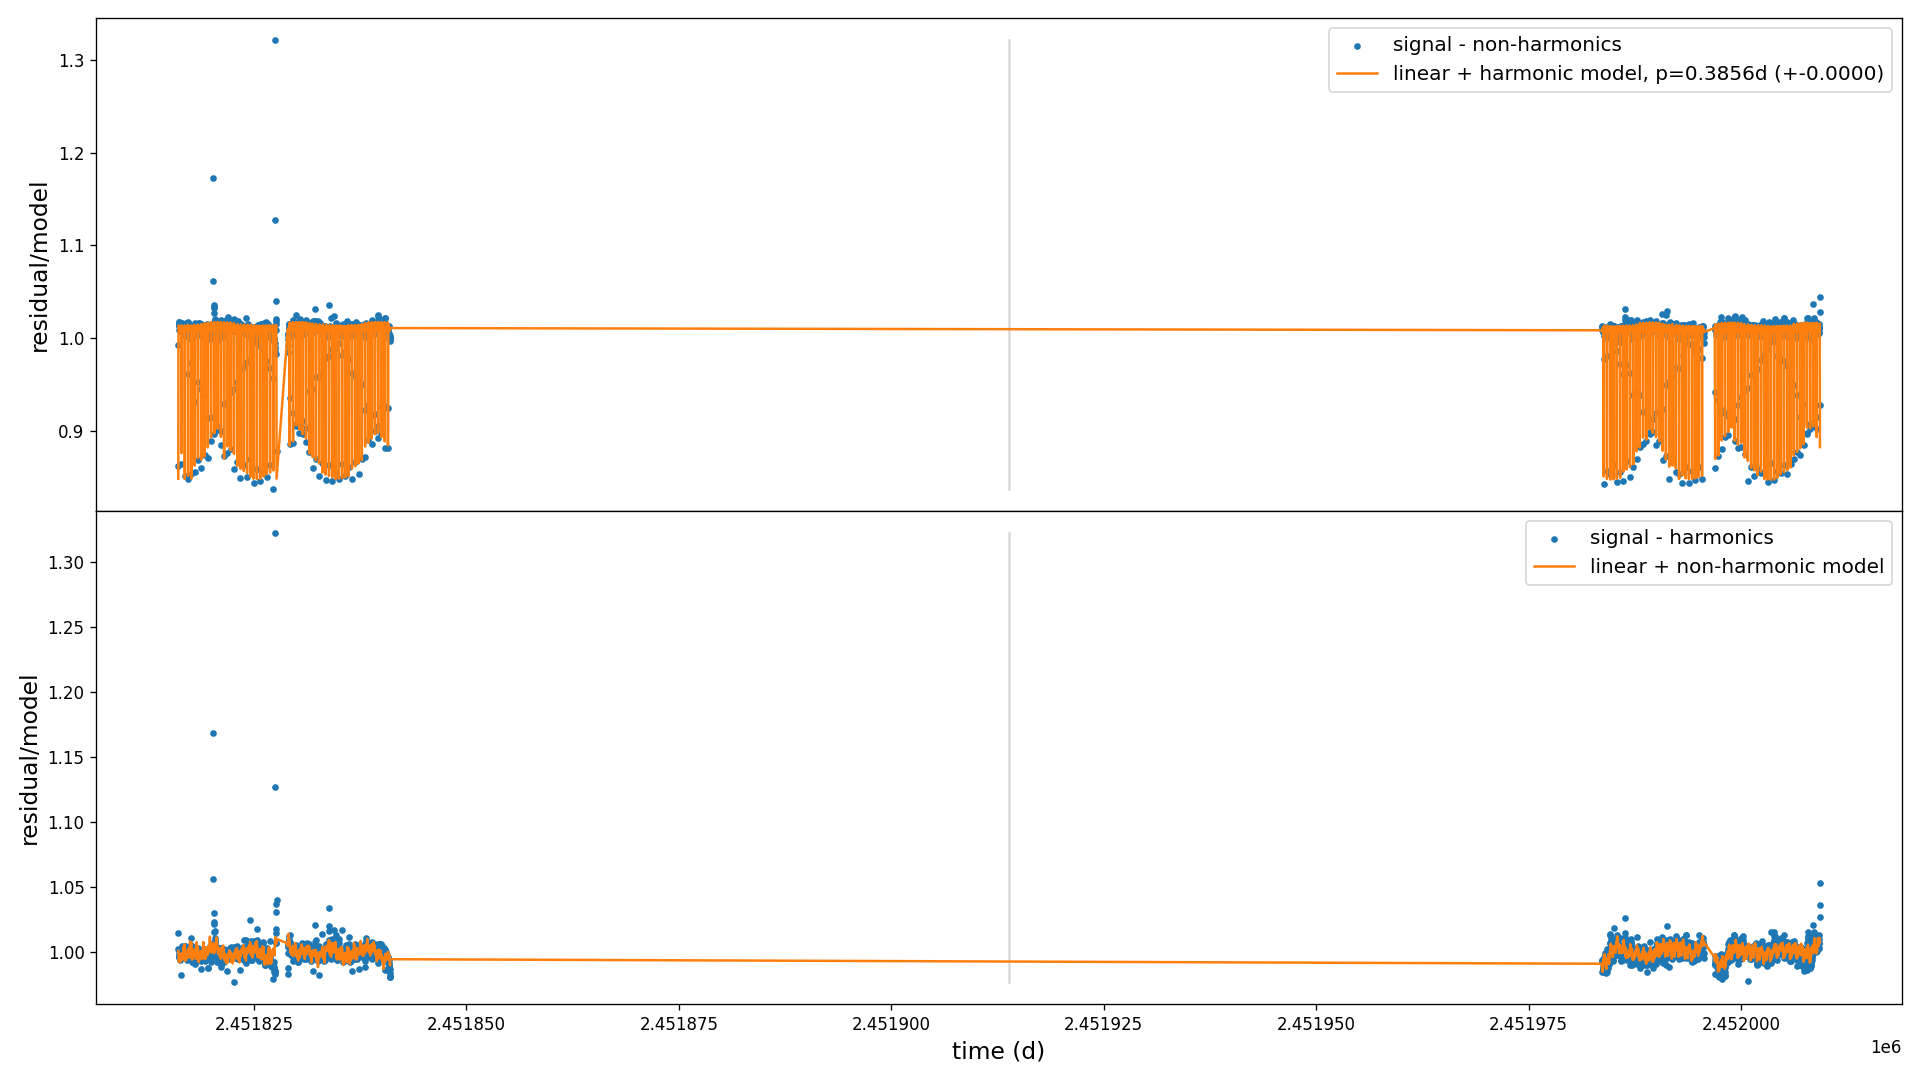 signal - non-harmonics
linear + harmonic model, p=0.3856d (+-0.0000)
1.3
1.2
1.1
1.0
0.9
residual/model
signal - harmonics
linear + non-harmonic model
1.30
1.25
1.20
1.15
1.10
1.05
1.00
residual/model
2.451825 2.451850 2.451875 2.451900 2.451925 2.451950 2.451975 2.452000
1e6
time (d)